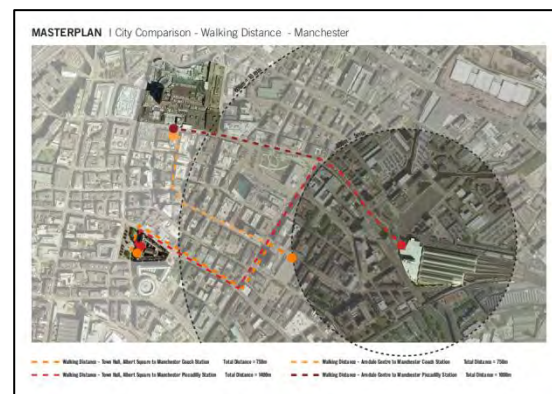 MASTERPLAN | City Comparison - Walking Distance - Manchester
Walking Distance - Town Hall, Albert Square to Manchester Coach Station Total Distance = 750m
Walking Distance - Town Hall, Albert Square to Manchester Piccadilly Station Total Distance = 1400m
Walking Distance - Arndale Centre to Manchester Coach Station Total Distance = 750m
Walking Distance - Arndale Centre to Manchester Piccadilly Station Total Distance = 1000m